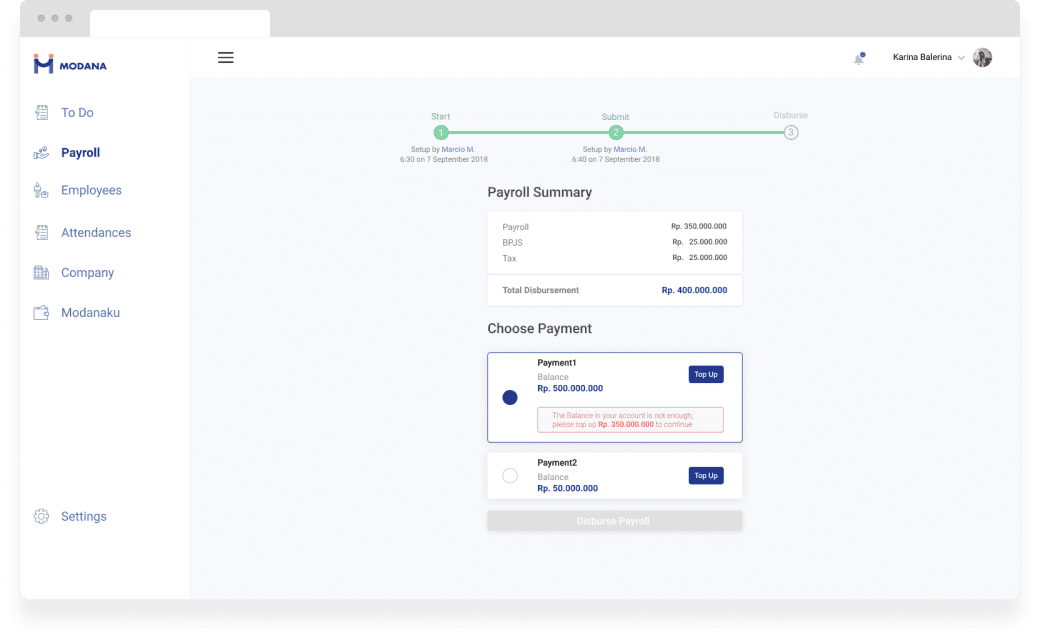 MODANA
Karina Balerina
To Do
Payroll
Employees
Attendances
Company
Modanaku
Settings
Start
Submit
Disburse
1
2
3
Setup by Marcio M.
6:30 on 7 September 2018
Setup by Marcio M.
6:40 on 7 September 2018
Payroll Summary
Payroll Rp. 350.000.000
BPJS Rp. 25.000.000
Tax Rp. 25.000.000
Total Disbursement Rp. 400.000.000
Choose Payment
Payment1
Balance
Rp. 500.000.000
Top Up
The Balance in your account is not enough,
please top up Rp. 350.000.000 to continue
Payment2
Balance
Rp. 50.000.000
Top Up
Disburse Payroll